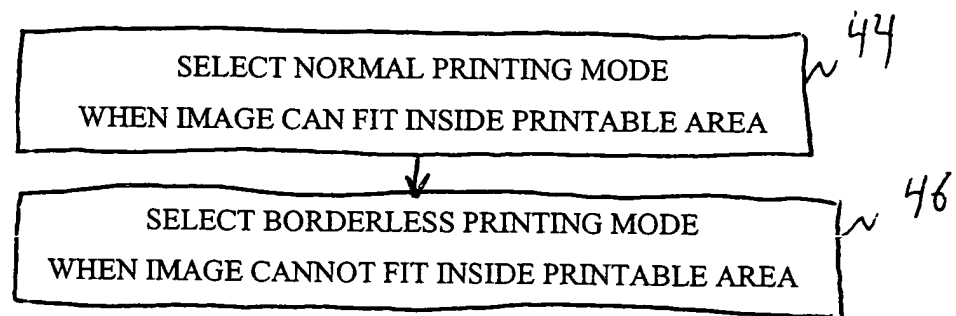 SELECT NORMAL PRINTING MODE
WHEN IMAGE CAN FIT INSIDE PRINTABLE AREA
44
SELECT BORDERLESS PRINTING MODE
WHEN IMAGE CANNOT FIT INSIDE PRINTABLE AREA
46